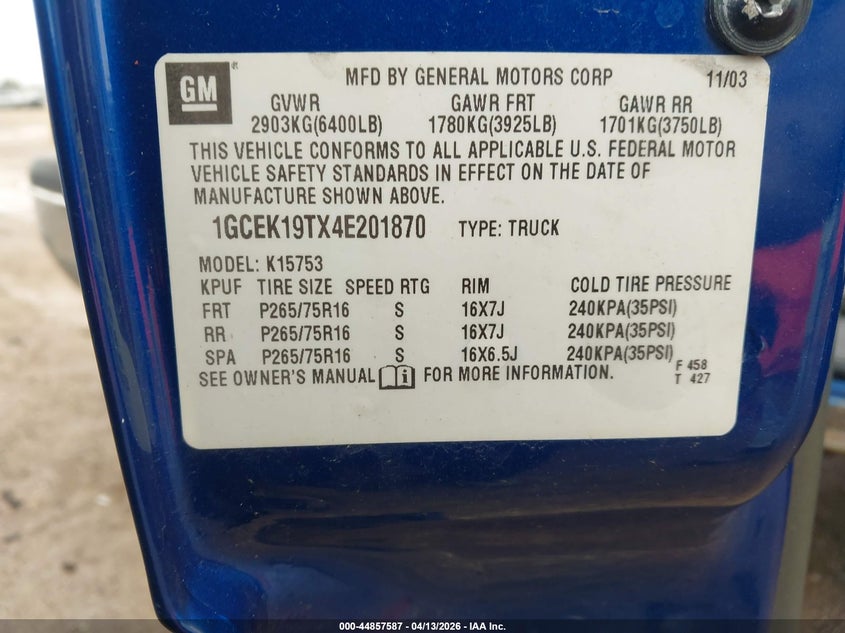 GM ® MFD BY GENERAL MOTORS CORP 11/03
GVWR GAWR FRT GAWR RR
2903KG(6400LB) 1780KG(3925LB) 1701KG(3750LB)
THIS VEHICLE CONFORMS TO ALL APPLICABLE U.S. FEDERAL MOTOR
VEHICLE SAFETY STANDARDS IN EFFECT ON THE DATE OF
MANUFACTURE SHOWN ABOVE.
1GCEK19TX4E201870 TYPE: TRUCK
MODEL: K15753
KPUF TIRE SIZE SPEED RTG RIM COLD TIRE PRESSURE
FRT P265/75R16 S 16X7J 240KPA(35PSI)
RR P265/75R16 S 16X7J 240KPA(35PSI)
SPA P265/75R16 S 16X6.5J 240KPA(35PSI)
SEE OWNER'S MANUAL FOR MORE INFORMATION.
F 458
T 427
000-44857587 - 04/13/2026 - IAA Inc.